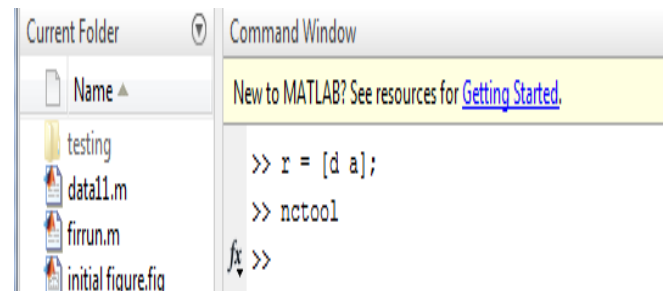 Current Folder
Command Window
Name
New to MATLAB? See resources for Getting Started.
testing
data11.m
firrun.m
initial figure.fig
>> r = [d a];
>> nctool
fx >>